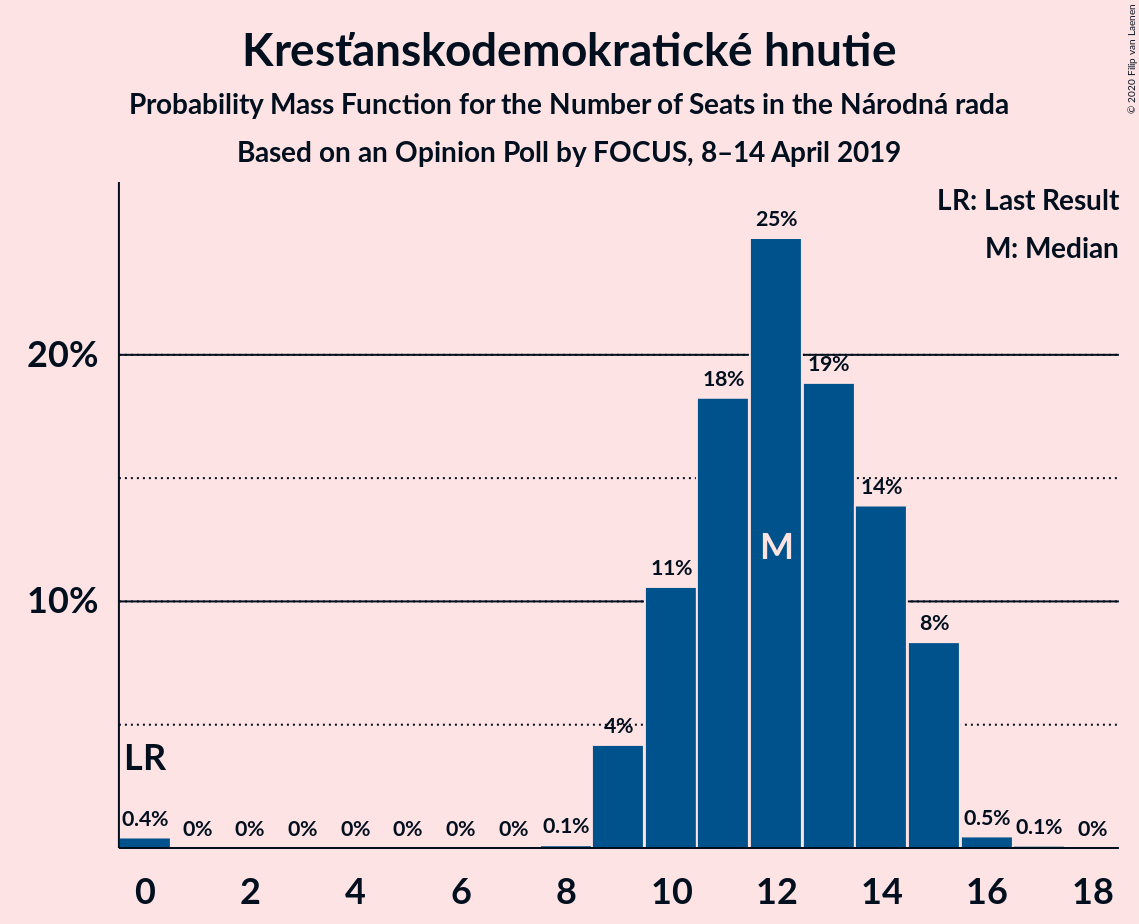 Kresťanskodemokratické hnutie
Probability Mass Function for the Number of Seats in the Národná rada
Based on an Opinion Poll by FOCUS, 8–14 April 2019
© 2020 Filip van Laenen
LR: Last Result
M: Median
25%
20%
19%
18%
14%
M
11%
10%
8%
4%
LR
0.4% 0% 0% 0% 0% 0% 0% 0% 0.1% 0.5% 0.1% 0%
0 2 4 6 8 10 12 14 16 18